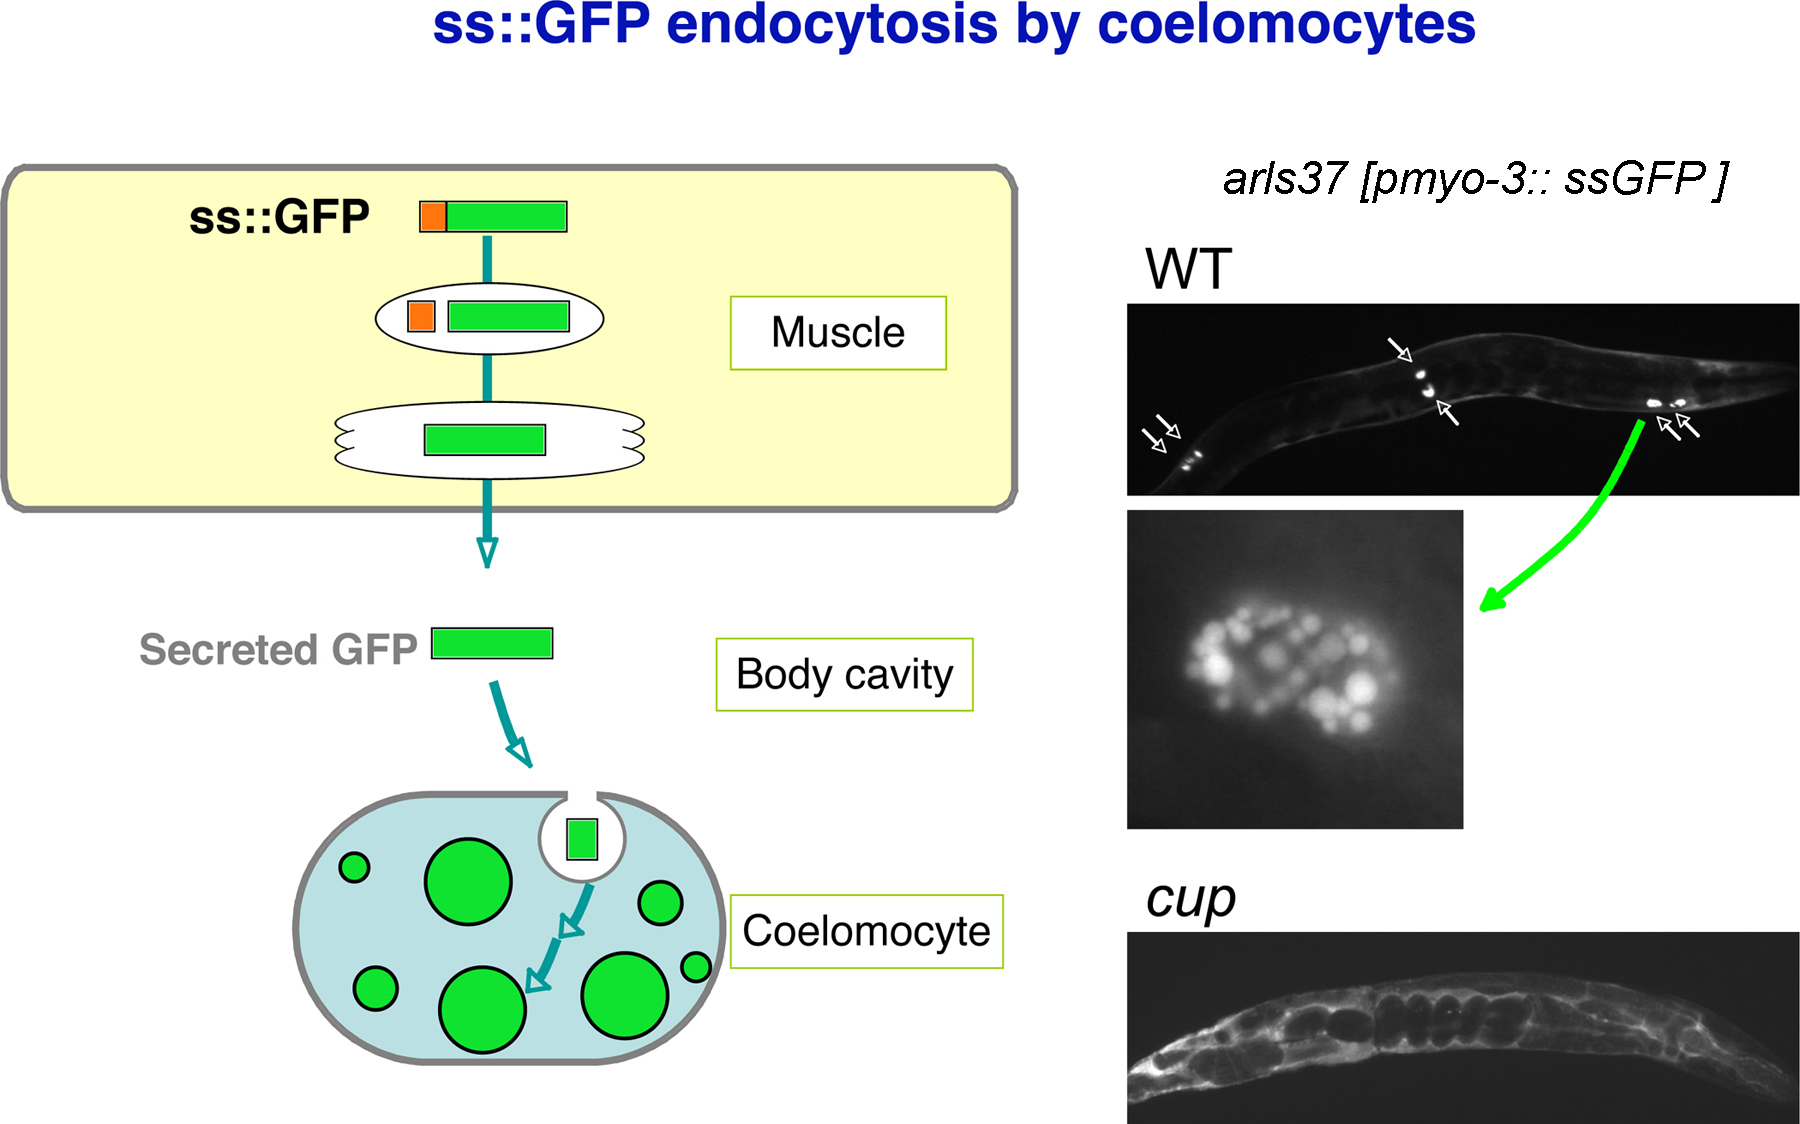 ss::GFP endocytosis by coelomocytes
ss::GFP
Muscle
Secreted GFP
Body cavity
Coelomocyte
arIs37 [pmyo-3:: ssGFP ]
WT
cup